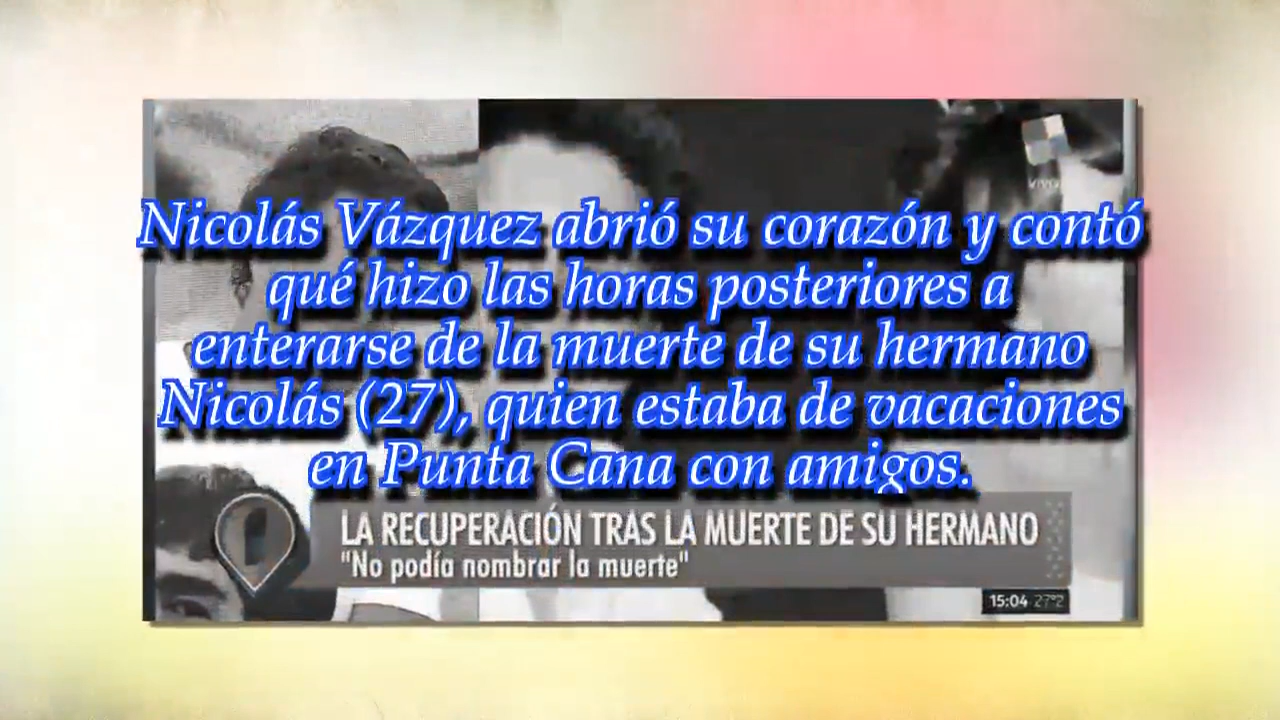 Nicolás Vázquez abrió su corazón y contó
qué hizo las horas posteriores a
enterarse de la muerte de su hermano
Nicolás (27), quien estaba de vacaciones
en Punta Cana con amigos.
LA RECUPERACIÓN TRAS LA MUERTE DE SU HERMANO
"No podía nombrar la muerte"
15:04 27°2